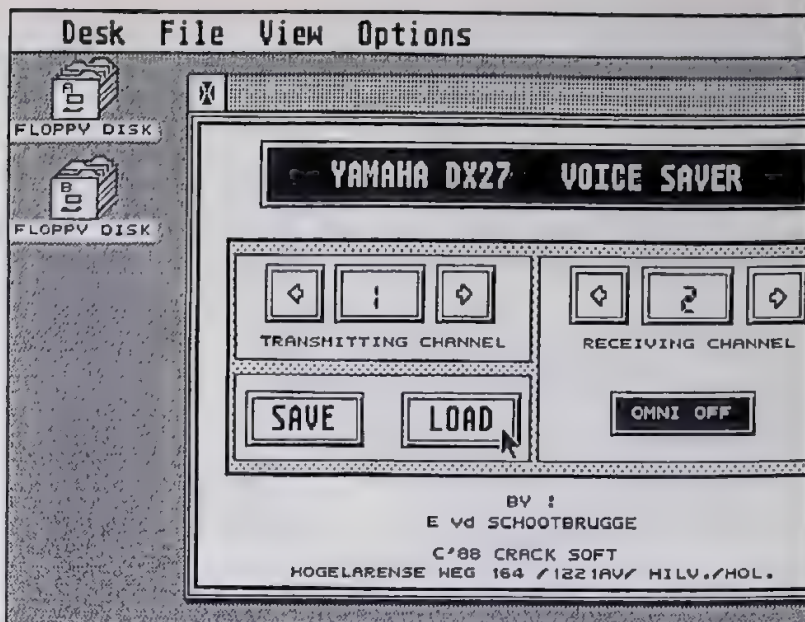 Desk File View Options
A
FLOPPY DISK
B
FLOPPY DISK
YAMAHA DX27 VOICE SAVER
1 2
TRANSMITTING CHANNEL RECEIVING CHANNEL
SAVE LOAD OMNI OFF
BY :
E vd SCHOOTBRUGGE
C'88 CRACK SOFT
HOGELARENSE WEG 164 /1221AV/ HILV./HOL.